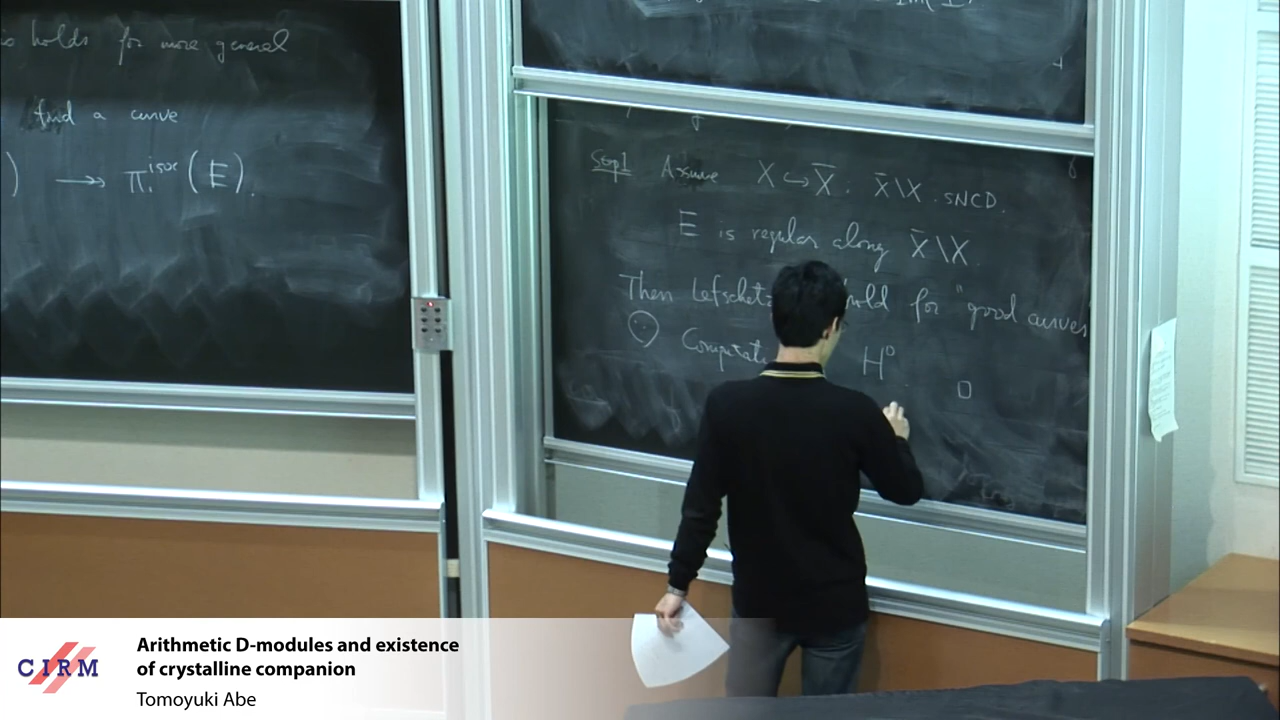 holds for more general
find a curve
) ↠ π₁^isoc (E).
Step1 Assume X ↪ X̄. X̄\X. SNCD.
E is regular along X̄\X
Then Lefschetz hold for "good curves
Computat H⁰ □
CIRM
Arithmetic D-modules and existence
of crystalline companion
Tomoyuki Abe